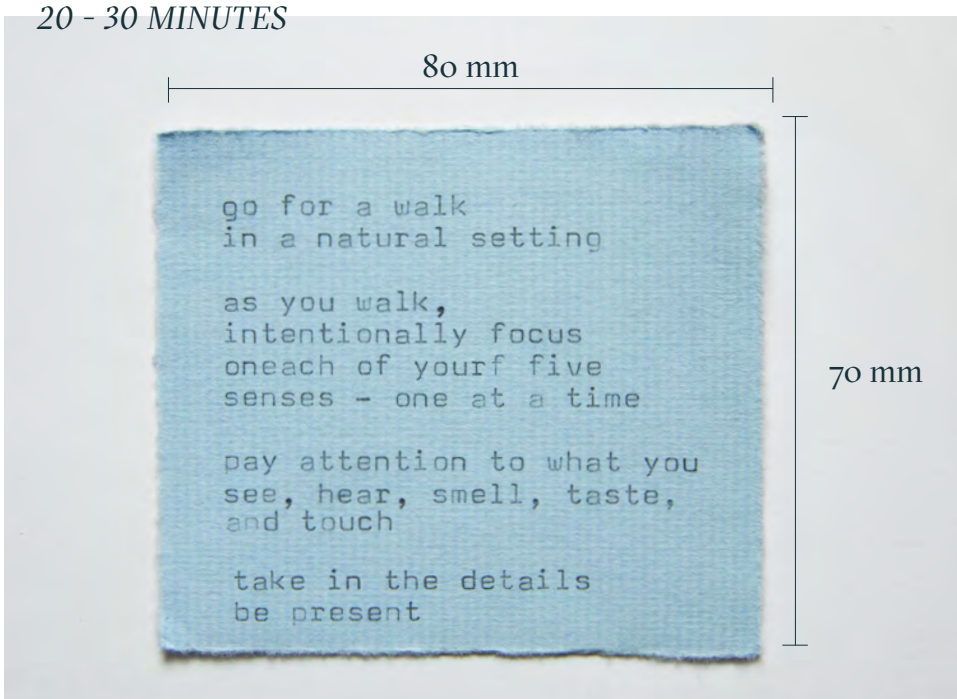 20 - 30 MINUTES
80 mm
go for a walk
in a natural setting
as you walk,
intentionally focus
oneach of yourf five
senses - one at a time
70 mm
pay attention to what you
see, hear, smell, taste,
and touch
take in the details
be present